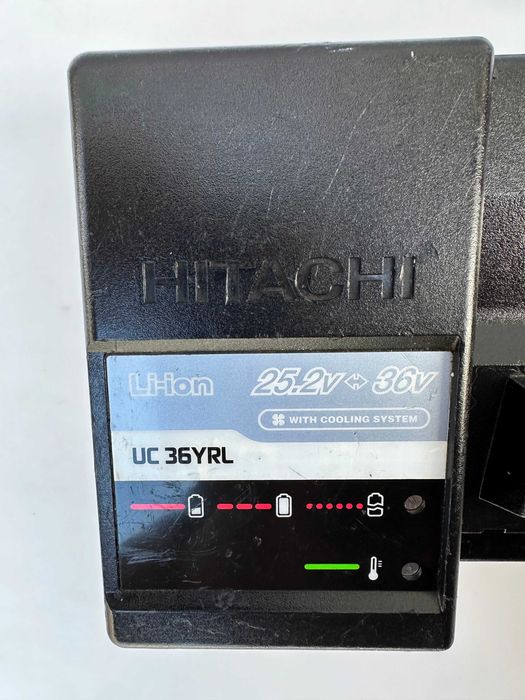 HITACHI
Li-ion 25.2V ⇔ 36V
WITH COOLING SYSTEM
UC 36YRL